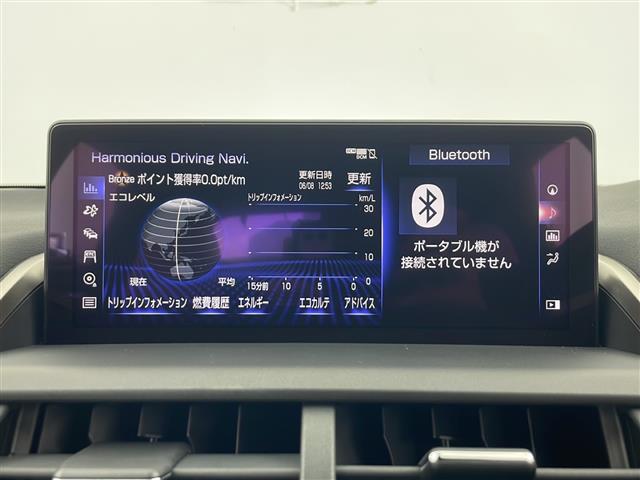 Harmonious Driving Navi.
Bronze ポイント獲得率0.0pt/km
更新日時
06/08 12:53
更新
エコレベル
トリップインフォメーション
km/L
30
20
10
0
現在
平均
15分前
10
5
0
トリップインフォメーション
燃費履歴
エネルギー
エコカルテ
アドバイス
Bluetooth
ポータブル機が
接続されていません